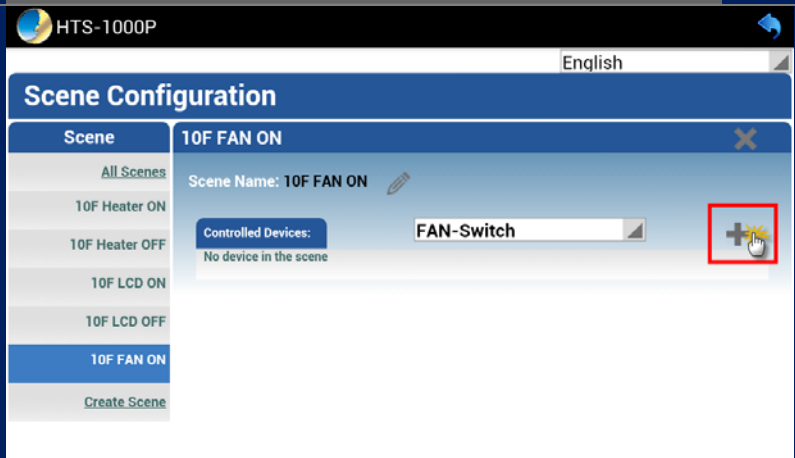 HTS-1000P
English
Scene Configuration
Scene
10F FAN ON
All Scenes
Scene Name: 10F FAN ON
10F Heater ON
10F Heater OFF
Controlled Devices:
FAN-Switch
No device in the scene
10F LCD ON
10F LCD OFF
10F FAN ON
Create Scene